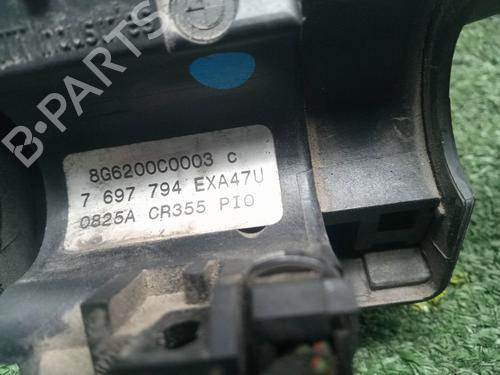 8G6200C0003 c
7 697 794 EXA47U
0825A CR355 PIO
B-PARTS